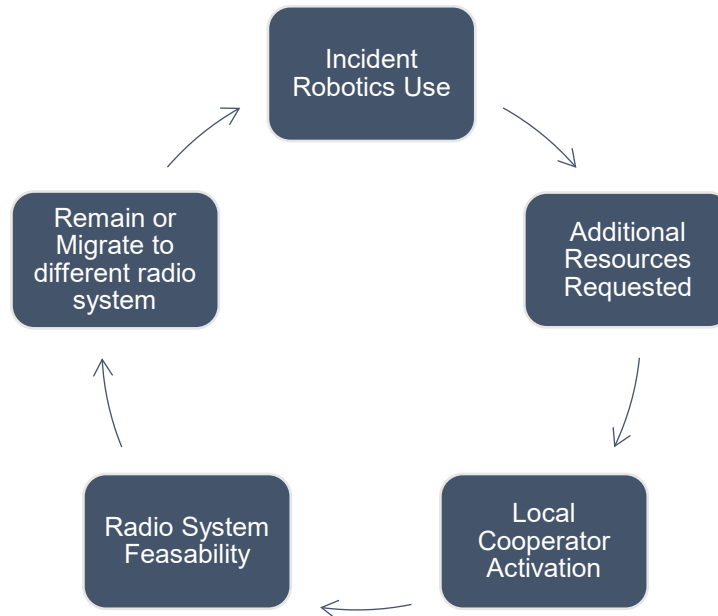 Incident
Robotics Use
Additional
Resources
Requested
Local
Cooperator
Activation
Radio System
Feasability
Remain or
Migrate to
different radio
system